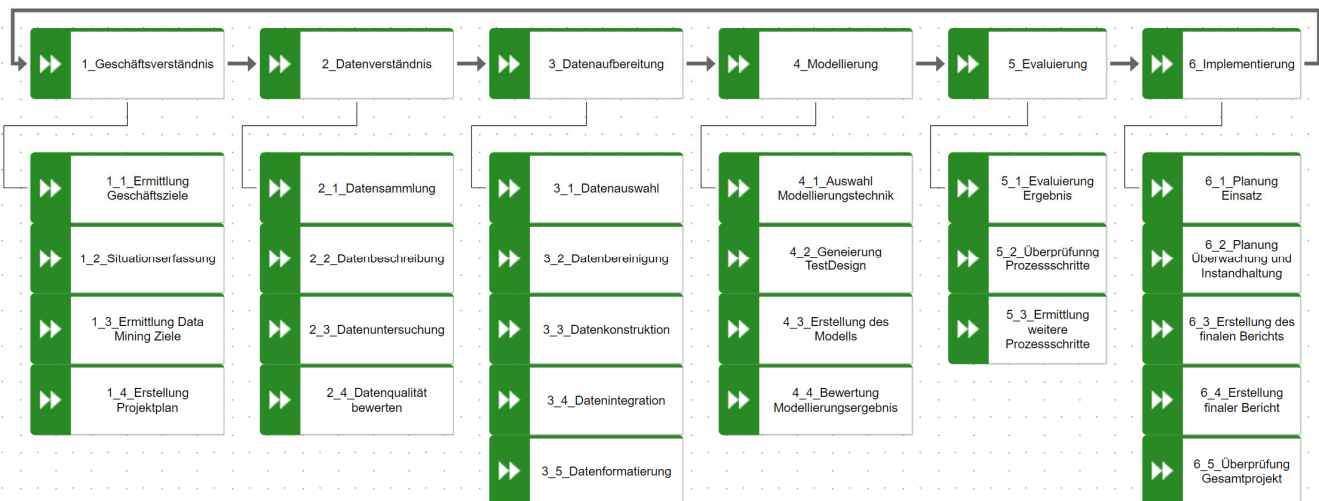 1_Geschäftsverständnis
2_Datenverständnis
3_Datenaufbereitung
4_Modellierung
5_Evaluierung
6_Implementierung
1_1_Ermittlung
Geschäftsziele
1_2_Situationserfassung
1_3_Ermittlung Data
Mining Ziele
1_4_Erstellung
Projektplan
2_1_Datensammlung
2_2_Datenbeschreibung
2_3_Datenuntersuchung
2_4_Datenqualität
bewerten
3_1_Datenauswahl
3_2_Datenbereinigung
3_3_Datenkonstruktion
3_4_Datenintegration
3_5_Datenformatierung
4_1_Auswahl
Modellierungstechnik
4_2_Geneierung
TestDesign
4_3_Erstellung des
Modells
4_4_Bewertung
Modellierungsergebnis
5_1_Evaluierung
Ergebnis
5_2_Überprüfunng
Prozessschritte
5_3_Ermittlung
weitere
Prozessschritte
6_1_Planung
Einsatz
6_2_Planung
Überwachung und
Instandhaltung
6_3_Erstellung des
finalen Berichts
6_4_Erstellung
finaler Bericht
6_5_Überprüfung
Gesamtprojekt